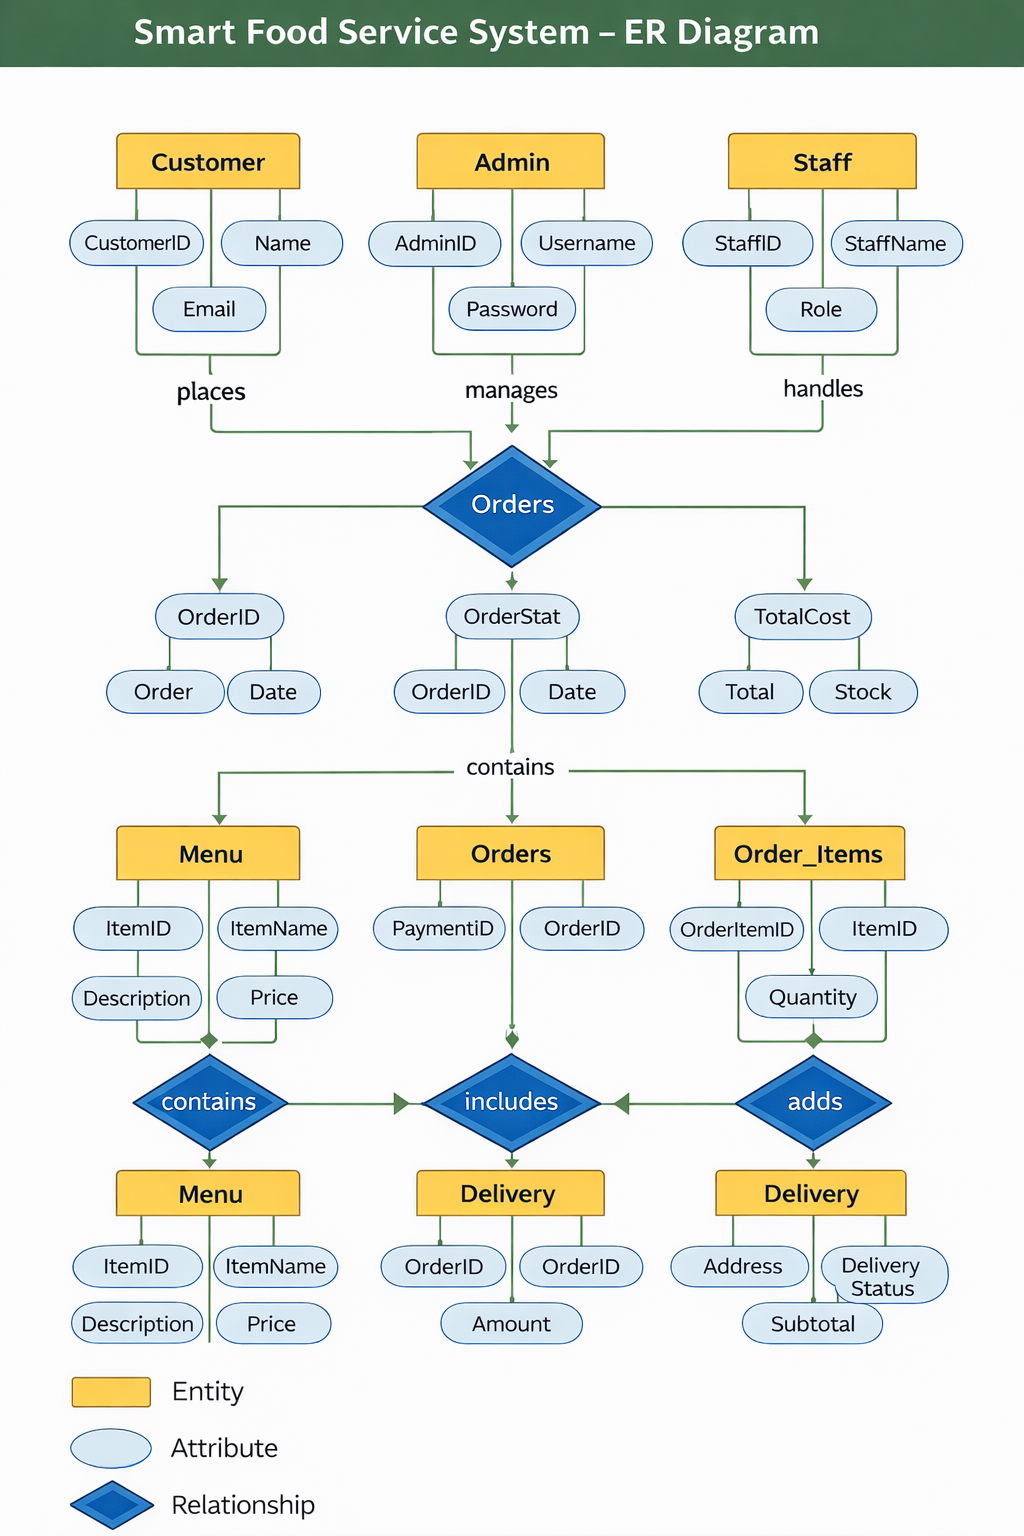 Smart Food Service System – ER Diagram
Customer
Admin
Staff
CustomerID
Name
AdminID
Username
StaffID
StaffName
Email
Password
Role
places
manages
handles
Orders
OrderID
OrderStat
TotalCost
Order
Date
OrderID
Date
Total
Stock
contains
Menu
Orders
Order_Items
ItemID
ItemName
PaymentiD
OrderID
OrderItemID
ItemID
Description
Price
Quantity
contains
includes
adds
Menu
Delivery
Delivery
ItemID
ItemName
OrderID
OrderID
Address
Delivery
Status
Description
Price
Amount
Subtotal
Entity
Attribute
Relationship